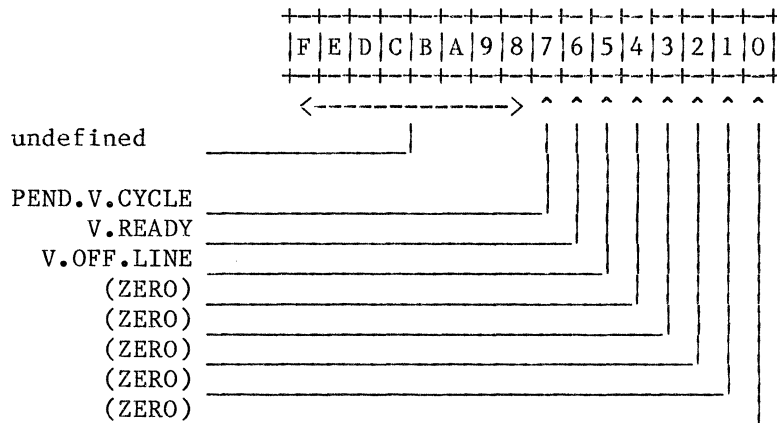 |F|E|D|C|B|A|9|8|7|6|5|4|3|2|1|0|
undefined
PEND.V.CYCLE
V.READY
V.OFF.LINE
(ZERO)
(ZERO)
(ZERO)
(ZERO)
(ZERO)